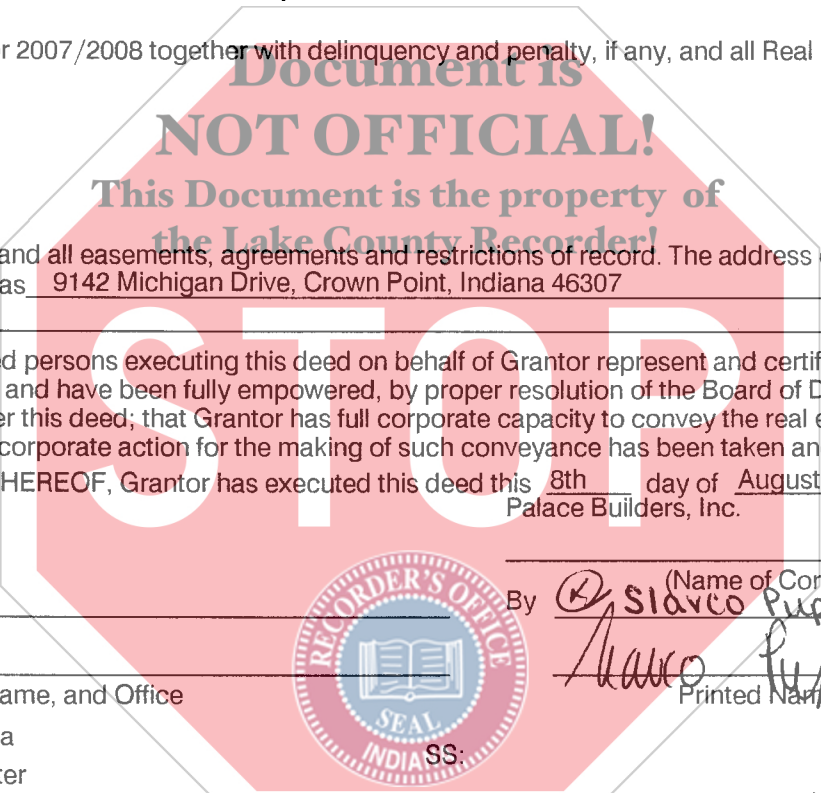 r 2007/2008 together with delinquency and penalty, if any, and all Real
Document is
NOT OFFICIAL!
This Document is the property of
the Lake County Recorder!
and all easements, agreements and restrictions of record. The address
as 9142 Michigan Drive, Crown Point, Indiana 46307
STOP
ed persons executing this deed on behalf of Grantor represent and certif
and have been fully empowered, by proper resolution of the Board of D
er this deed; that Grantor has full corporate capacity to convey the real e
corporate action for the making of such conveyance has been taken an
HEREOF, Grantor has executed this deed this 8th day of August
Palace Builders, Inc.
(Name of Cor
By Slavco Pup
Printed Nam
ame, and Office
RECORDER'S OFFICE
SEAL
INDIANA
a
SS:
ter